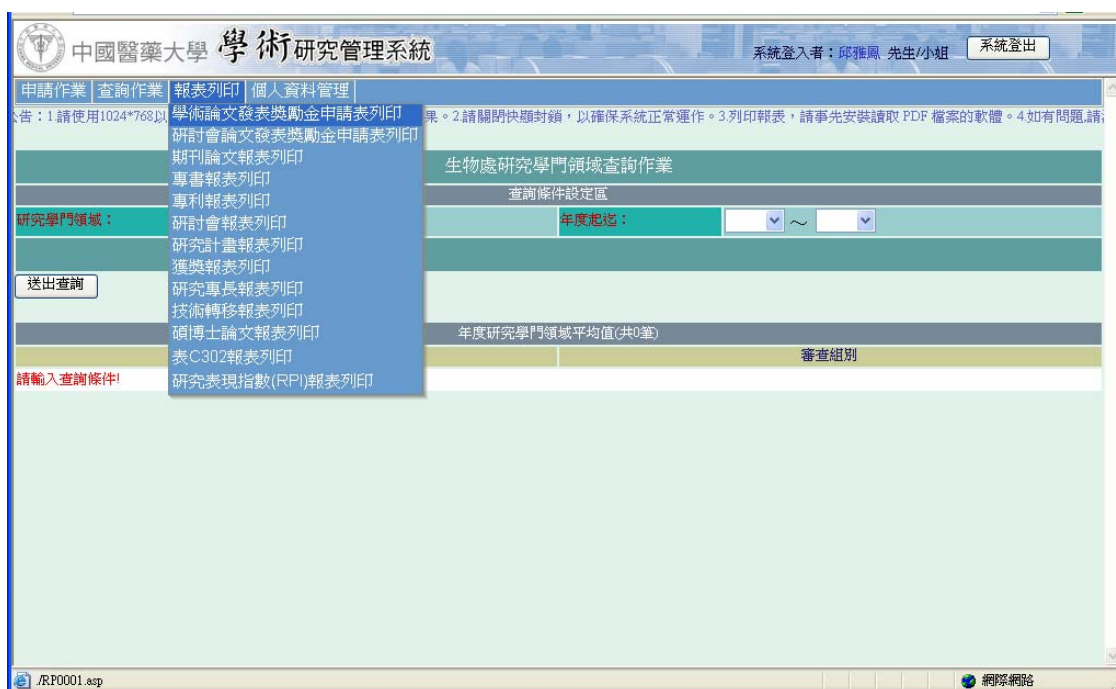 中國醫藥大學 學術研究管理系統
系統登入者：邱雅鳳 先生/小姐 系統登出
申請作業 查詢作業 報表列印 個人資料管理
告：1.請使用1024*768以 果。2.請關閉快顯封鎖，以確保系統正常運作。3.列印報表，請事先安裝讀取 PDF 檔案的軟體。4.如有問題,請
學術論文發表獎勵金申請表列印
研討會論文發表獎勵金申請表列印
期刊論文報表列印
專書報表列印
專利報表列印
研討會報表列印
研究計畫報表列印
獲獎報表列印
研究專長報表列印
技術轉移報表列印
碩博士論文報表列印
表C302報表列印
研究表現指數(RPI)報表列印
生物處研究學門領域查詢作業
查詢條件設定區
研究學門領域： 年度起迄： ～
送出查詢
年度研究學門領域平均值(共0筆)
審查組別
請輸入查詢條件!
./RP0001.asp 網際網路